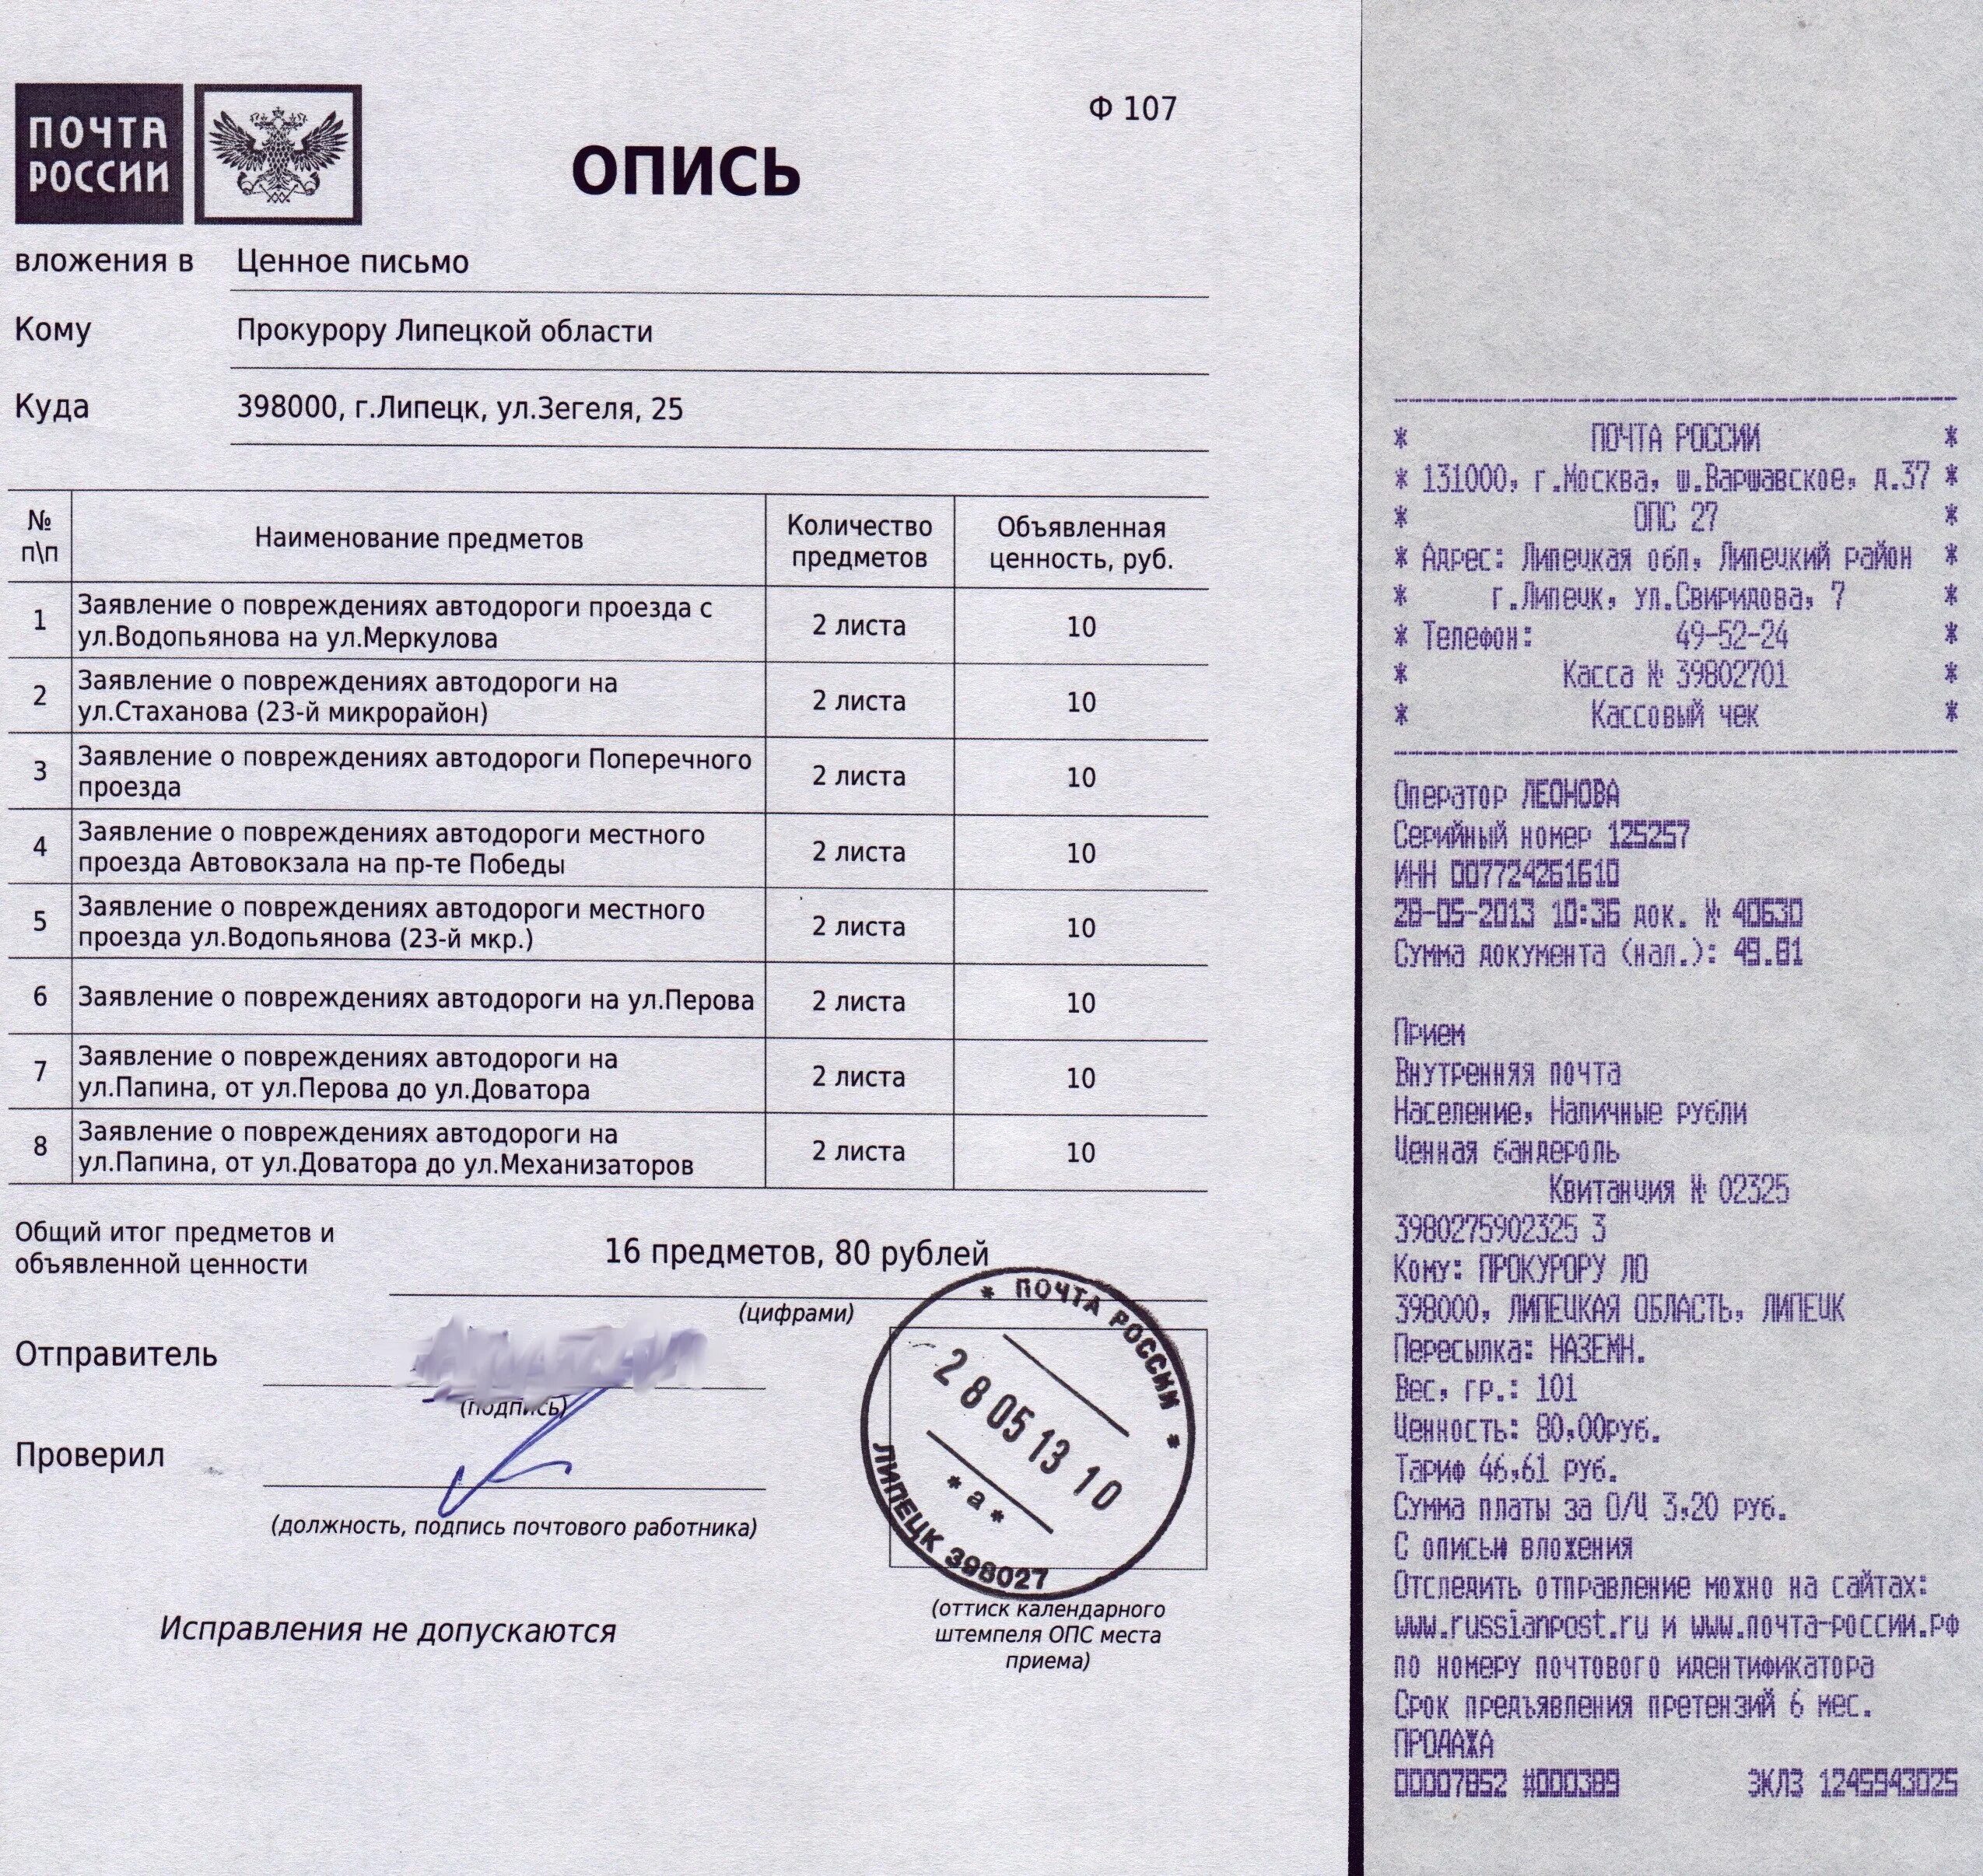 ПОЧТА
РОССИИ
Ф 107
ОПИСЬ
вложения в Ценное письмо
Кому Прокурору Липецкой области
Куда 398000, г.Липецк, ул.Зегеля, 25
№ п\п Наименование предметов Количество предметов Объявленная ценность, руб.
1 Заявление о повреждениях автодороги проезда с
ул.Водопьянова на ул.Меркулова 2 листа 10
2 Заявление о повреждениях автодороги на
ул.Стаханова (23-й микрорайон) 2 листа 10
3 Заявление о повреждениях автодороги Поперечного
проезда 2 листа 10
4 Заявление о повреждениях автодороги местного
проезда Автовокзала на пр-те Победы 2 листа 10
5 Заявление о повреждениях автодороги местного
проезда ул.Водопьянова (23-й мкр.) 2 листа 10
6 Заявление о повреждениях автодороги на ул.Перова 2 листа 10
7 Заявление о повреждениях автодороги на
ул.Папина, от ул.Перова до ул.Доватора 2 листа 10
8 Заявление о повреждениях автодороги на
ул.Папина, от ул.Доватора до ул.Механизаторов 2 листа 10
Общий итог предметов и
объявленной ценности 16 предметов, 80 рублей
(цифрами)
Отправитель
(подпись)
Проверил
(должность, подпись почтового работника)
* ПОЧТА РОССИИ *
28 05 13 10
* а *
ЛИПЕЦК 398027
(оттиск календарного
штемпеля ОПС места
приема)
Исправления не допускаются
* ПОЧТА РОССИИ *
* 131000, г.Москва, ш.Варшавское, д.37 *
* ОПС 27 *
* Адрес: Липецкая обл, Липецкий район *
* г.Липецк, ул.Свиридова, 7 *
* Телефон: 49-52-24 *
* Касса № 39802701 *
* Кассовый чек *
Оператор ЛЕОНОВА
Серийный номер 125257
ИНН 007724261610
28-05-2013 10:36 док. № 40630
Сумма документа (нал.): 49.81
Прием
Внутренняя почта
Население, Наличные рубли
Ценная бандероль
Квитанция № 02325
3980275902325 3
Кому: ПРОКУРОРУ ЛО
398000, ЛИПЕЦКАЯ ОБЛАСТЬ, ЛИПЕЦК
Пересылка: НАЗЕМН.
Вес, гр.: 101
Ценность: 80,00руб.
Тариф 46,61 руб.
Сумма платы за О/Ц 3,20 руб.
С описью вложения
Отследить отправление можно на сайтах:
www.russianpost.ru и www.почта-россии.рф
по номеру почтового идентификатора
Срок предъявления претензий 6 мес.
ПРОДАЖА
00007852 #000389 ЭКЛЗ 1245943025